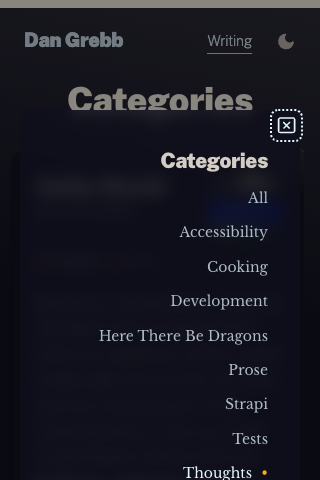 Dan Grebb
Writing
Categories
Categories
All
Accessibility
Cooking
Development
Here There Be Dragons
Prose
Strapi
Tests
Thoughts